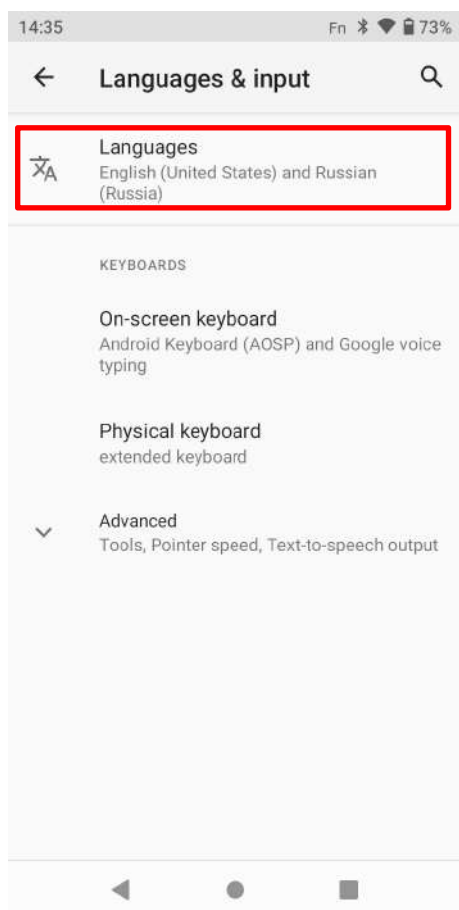 14:35 Fn 73%
Languages & input
Languages
English (United States) and Russian
(Russia)
KEYBOARDS
On-screen keyboard
Android Keyboard (AOSP) and Google voice
typing
Physical keyboard
extended keyboard
Advanced
Tools, Pointer speed, Text-to-speech output